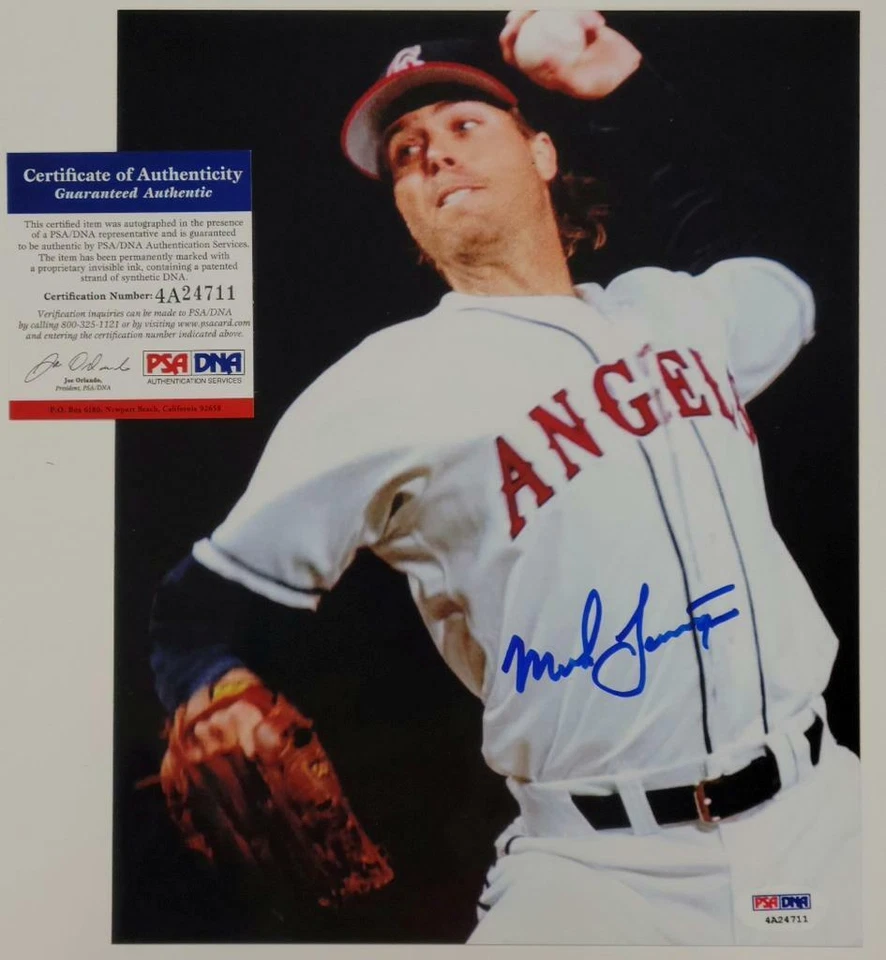 Certificate of Authenticity
Guaranteed Authentic
This certified item was autographed in the presence
of a PSA/DNA representative and is guaranteed
to be authentic by PSA/DNA Authentication Services.
The item has been permanently marked with
a proprietary invisible ink, containing a patented
strand of synthetic DNA.
Certification Number: 4A24711
Verification inquiries can be made to PSA/DNA
by calling 800-325-1121 or by visiting www.psacard.com
and entering the certification number indicated above.
Joe Orlando
Joe Orlando,
President, PSA/DNA
PSA DNA
AUTHENTICATION SERVICES
P.O. Box 6180, Newport Beach, California 92658
ANGELS
Mark
PSA DNA
4A24711